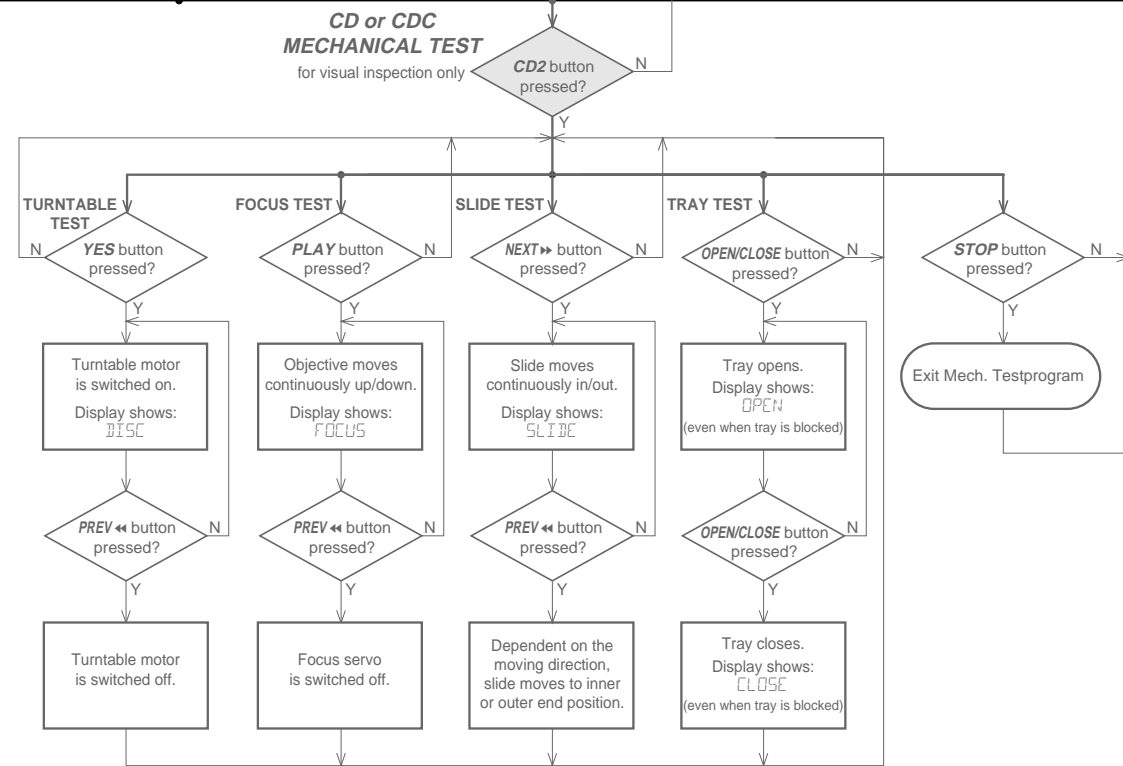 CD or CDC
MECHANICAL TEST
for visual inspection only
CD2 button
pressed?
N
Y
TURNTABLE
TEST
YES button
pressed?
N
Y
Turntable motor
is switched on.
Display shows:
DISC
PREV ◂◂ button
pressed?
N
Y
Turntable motor
is switched off.
FOCUS TEST
PLAY button
pressed?
N
Y
Objective moves
continuously up/down.
Display shows:
FOCUS
PREV ◂◂ button
pressed?
N
Y
Focus servo
is switched off.
SLIDE TEST
NEXT ▸▸ button
pressed?
N
Y
Slide moves
continuously in/out.
Display shows:
SLIDE
PREV ◂◂ button
pressed?
N
Y
Dependent on the
moving direction,
slide moves to inner
or outer end position.
TRAY TEST
OPEN/CLOSE button
pressed?
N
Y
Tray opens.
Display shows:
OPEN
(even when tray is blocked)
OPEN/CLOSE button
pressed?
N
Y
Tray closes.
Display shows:
CLOSE
(even when tray is blocked)
STOP button
pressed?
N
Y
Exit Mech. Testprogram